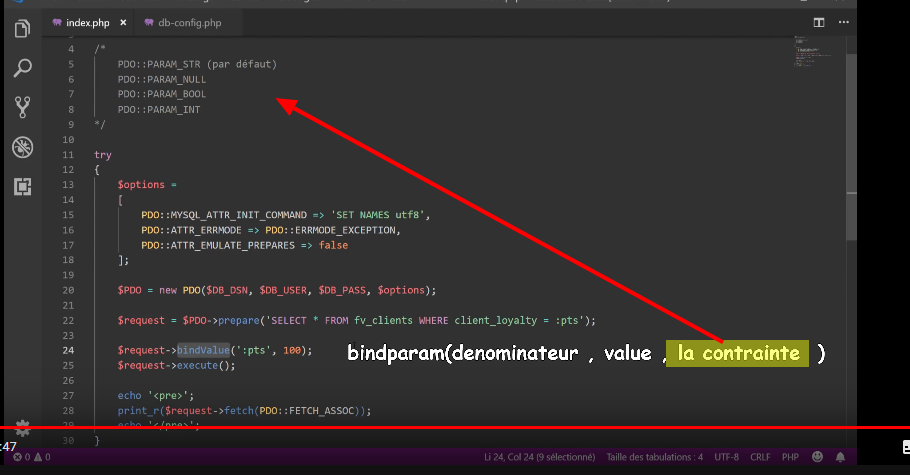 index.php × db-config.php ...
4 /*
5 PDO::PARAM_STR (par défaut)
6 PDO::PARAM_NULL
7 PDO::PARAM_BOOL
8 PDO::PARAM_INT
9 */
10
11 try
12 {
13 $options =
14 [
15 PDO::MYSQL_ATTR_INIT_COMMAND => 'SET NAMES utf8',
16 PDO::ATTR_ERRMODE => PDO::ERRMODE_EXCEPTION,
17 PDO::ATTR_EMULATE_PREPARES => false
18 ];
19
20 $PDO = new PDO($DB_DSN, $DB_USER, $DB_PASS, $options);
21
22 $request = $PDO->prepare('SELECT * FROM fv_clients WHERE client_loyalty = :pts');
23
24 $request->bindValue(':pts', 100); bindparam(denominateur , value , la contrainte )
25 $request->execute();
26
27 echo '<pre>';
28 print_r($request->fetch(PDO::FETCH_ASSOC));
29 echo '</pre>';
30 }
:47
0 0 Li 24, Col 24 (9 sélectionné) Taille des tabulations : 4 UTF-8 CRLF PHP